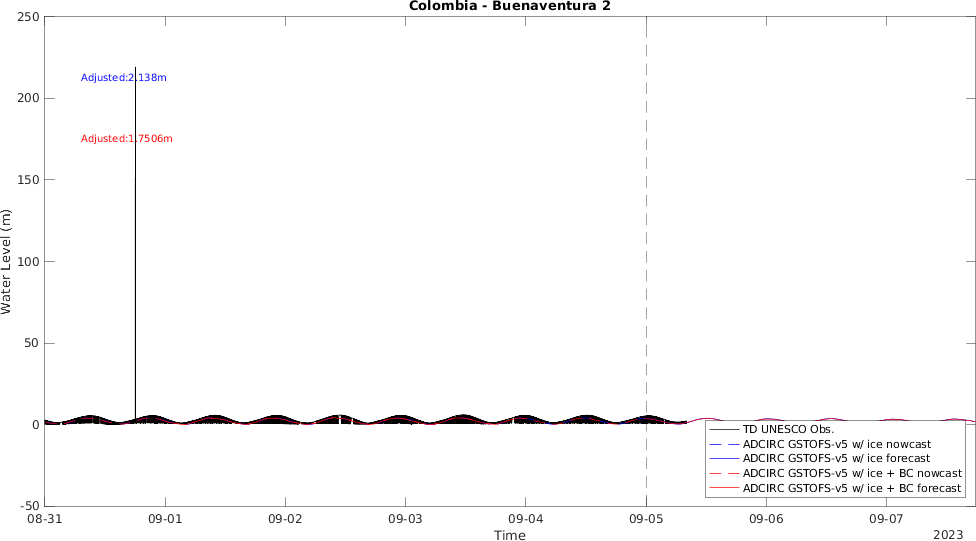 Colombia - Buenaventura 2
250
200
150
100
50
0
-50
Water Level (m)
Adjusted:2.138m
Adjusted:1.7506m
TD UNESCO Obs.
ADCIRC GSTOFS-v5 w/ ice nowcast
ADCIRC GSTOFS-v5 w/ ice forecast
ADCIRC GSTOFS-v5 w/ ice + BC nowcast
ADCIRC GSTOFS-v5 w/ ice + BC forecast
08-31 09-01 09-02 09-03 09-04 09-05 09-06 09-07
Time
2023